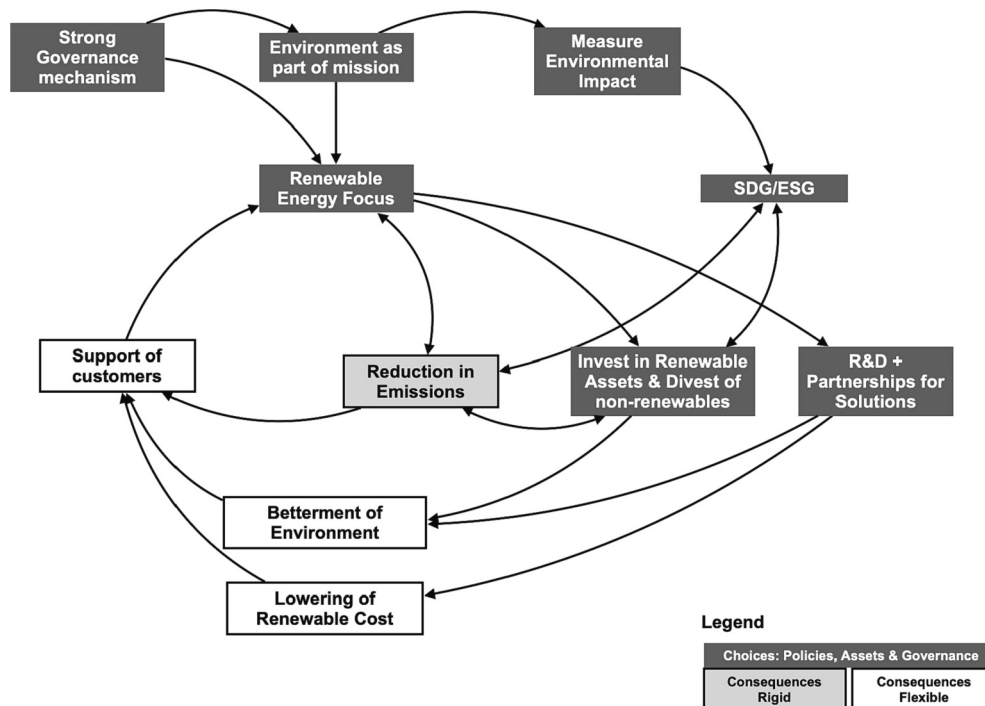 Strong
Governance
mechanism
Environment as
part of mission
Measure
Environmental
Impact
Renewable
Energy Focus
SDG/ESG
Support of
customers
Reduction in
Emissions
Invest in Renewable
Assets & Divest of
non-renewables
R&D +
Partnerships for
Solutions
Betterment of
Environment
Lowering of
Renewable Cost
Legend
Choices: Policies, Assets & Governance
Consequences
Rigid
Consequences
Flexible